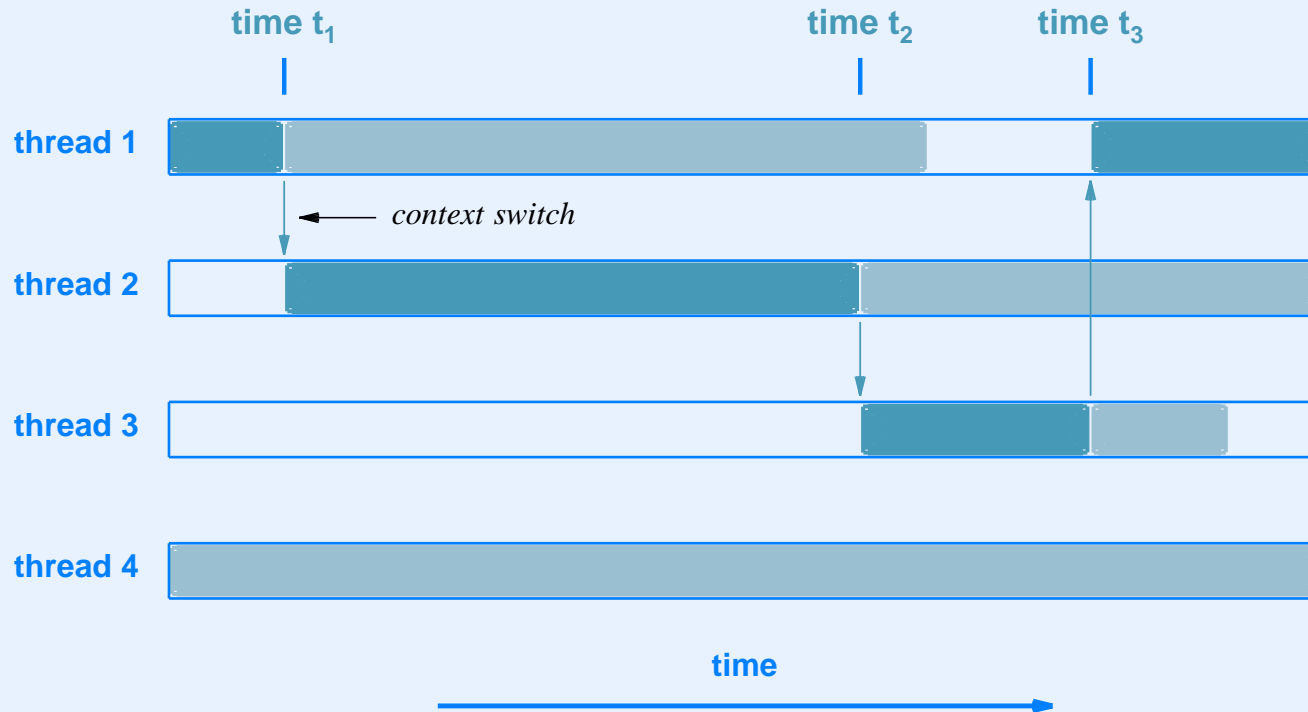 time t₁ time t₂ time t₃
thread 1
context switch
thread 2
thread 3
thread 4
time